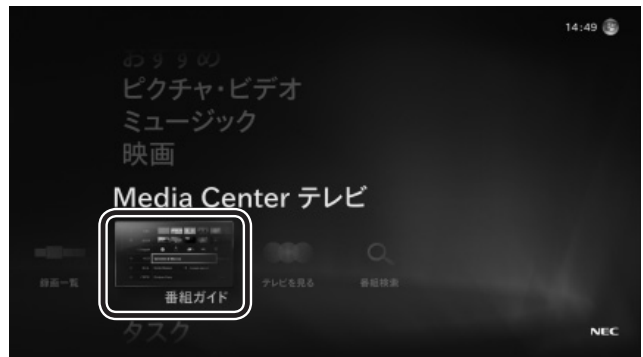 14:49
おすすめ
ピクチャ・ビデオ
ミュージック
映画
Media Center テレビ
録画一覧
番組ガイド
テレビを見る
番組検索
タスク
NEC